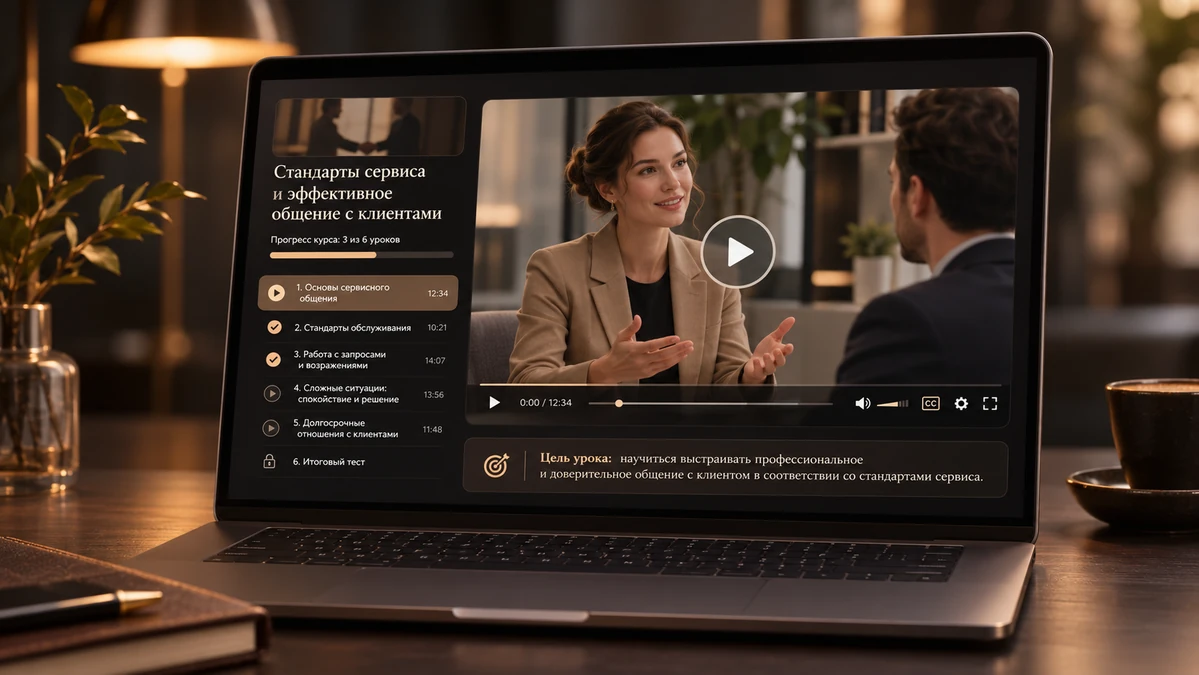 Стандарты сервиса
и эффективное
общение с клиентами
Прогресс курса: 3 из 6 уроков
1. Основы сервисного
общения
12:34
2. Стандарты обслуживания
10:21
3. Работа с запросами
и возражениями
14:07
4. Сложные ситуации:
спокойствие и решение
13:56
5. Долгосрочные
отношения с клиентами
11:48
6. Итоговый тест
0:00 / 12:34
CC
Цель урока: научиться выстраивать профессиональное
и доверительное общение с клиентом в соответствии со стандартами сервиса.